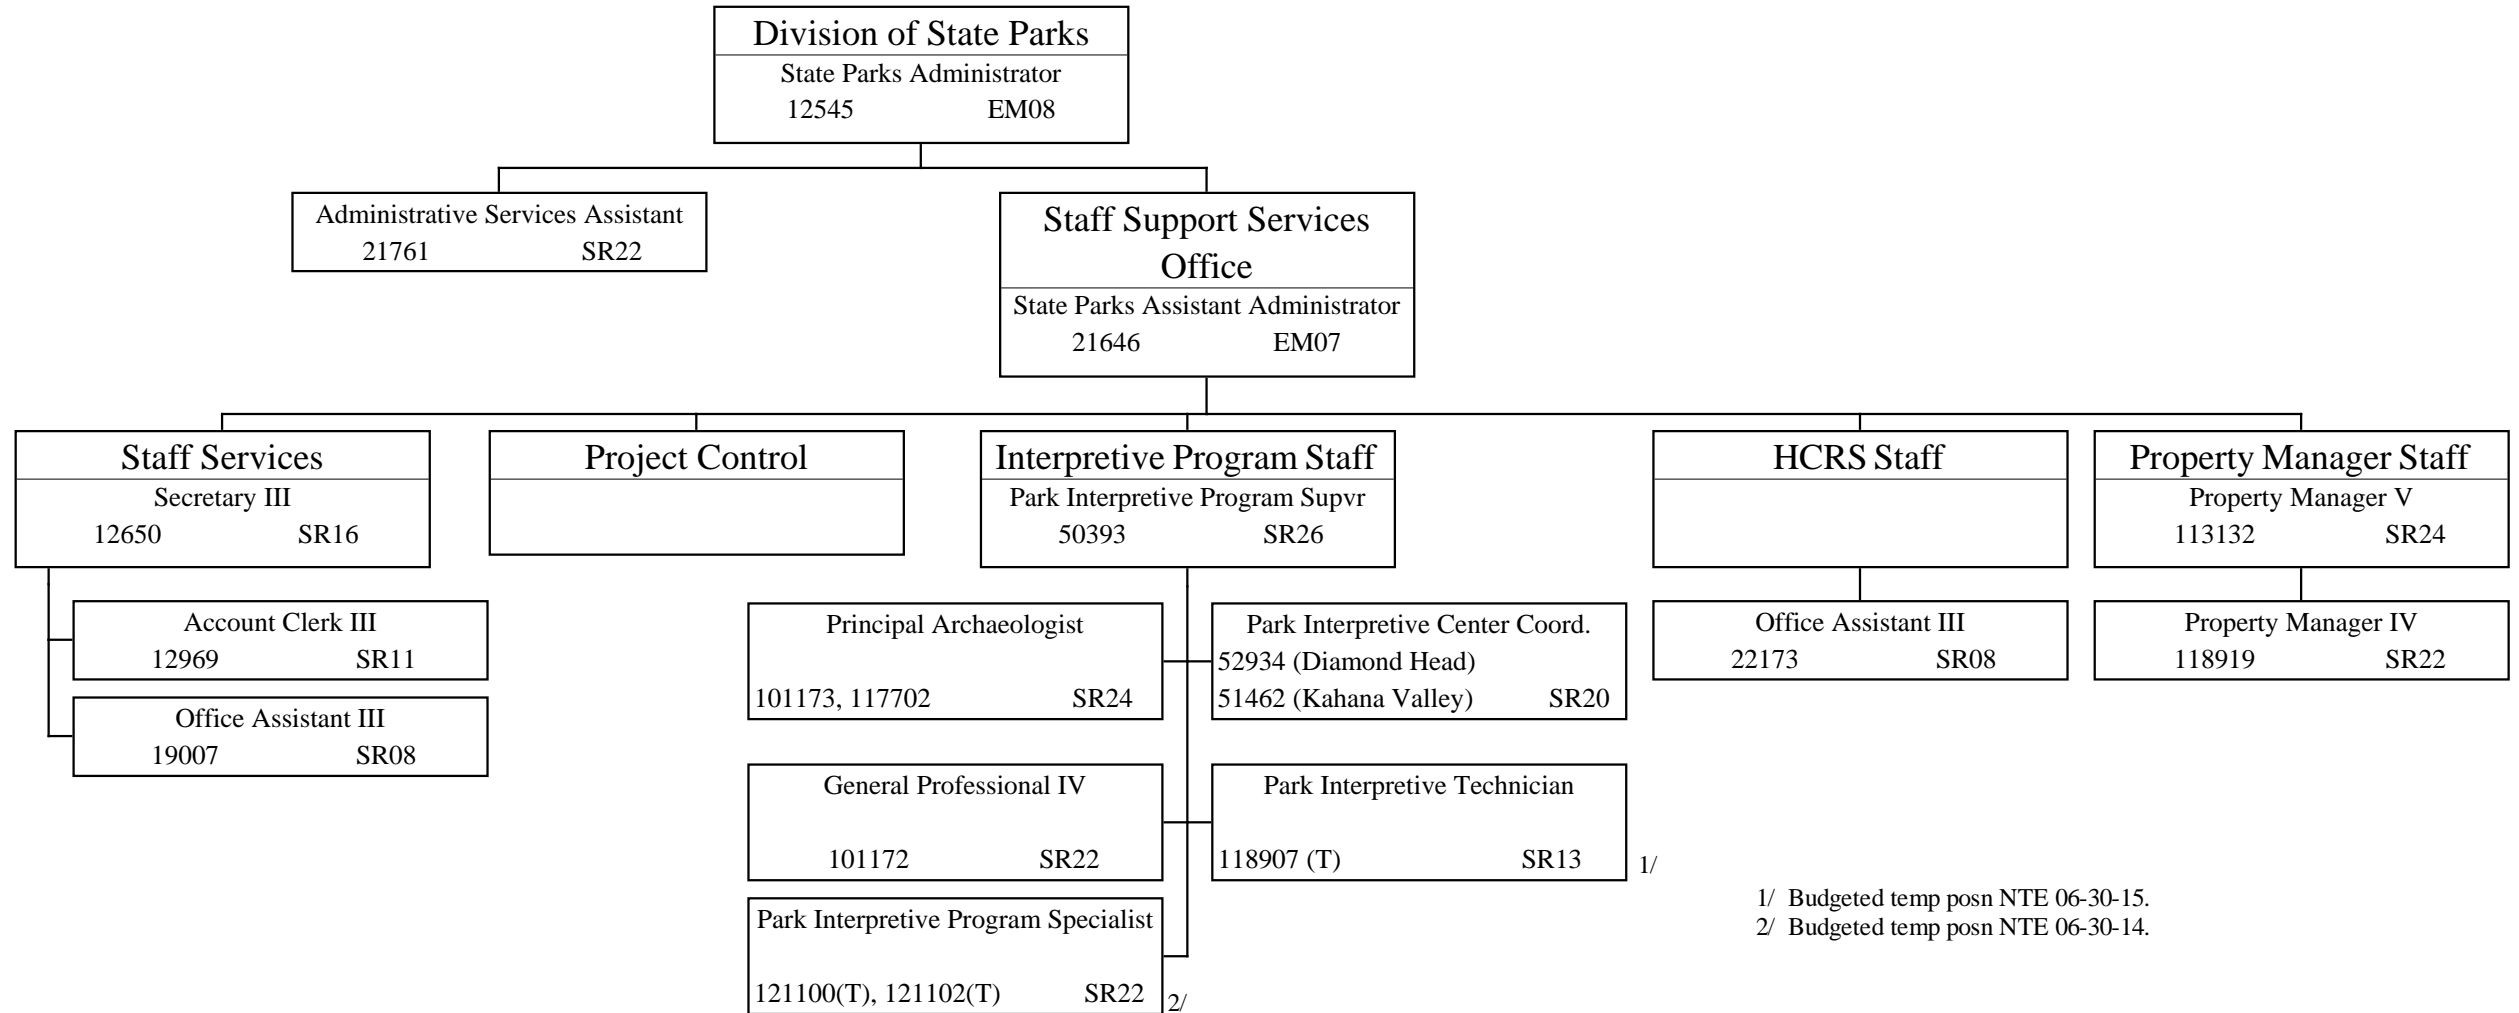 Division of State Parks
State Parks Administrator
12545 EM08
Administrative Services Assistant
21761 SR22
Staff Support Services
Office
State Parks Assistant Administrator
21646 EM07
Staff Services
Secretary III
12650 SR16
Project Control
Interpretive Program Staff
Park Interpretive Program Supvr
50393 SR26
HCRS Staff
Property Manager Staff
Property Manager V
113132 SR24
Account Clerk III
12969 SR11
Office Assistant III
19007 SR08
Principal Archaeologist
101173, 117702 SR24
Park Interpretive Center Coord.
52934 (Diamond Head)
51462 (Kahana Valley) SR20
Office Assistant III
22173 SR08
Property Manager IV
118919 SR22
General Professional IV
101172 SR22
Park Interpretive Technician
118907 (T) SR13 1/
Park Interpretive Program Specialist
121100(T), 121102(T) SR22 2/
1/ Budgeted temp posn NTE 06-30-15.
2/ Budgeted temp posn NTE 06-30-14.